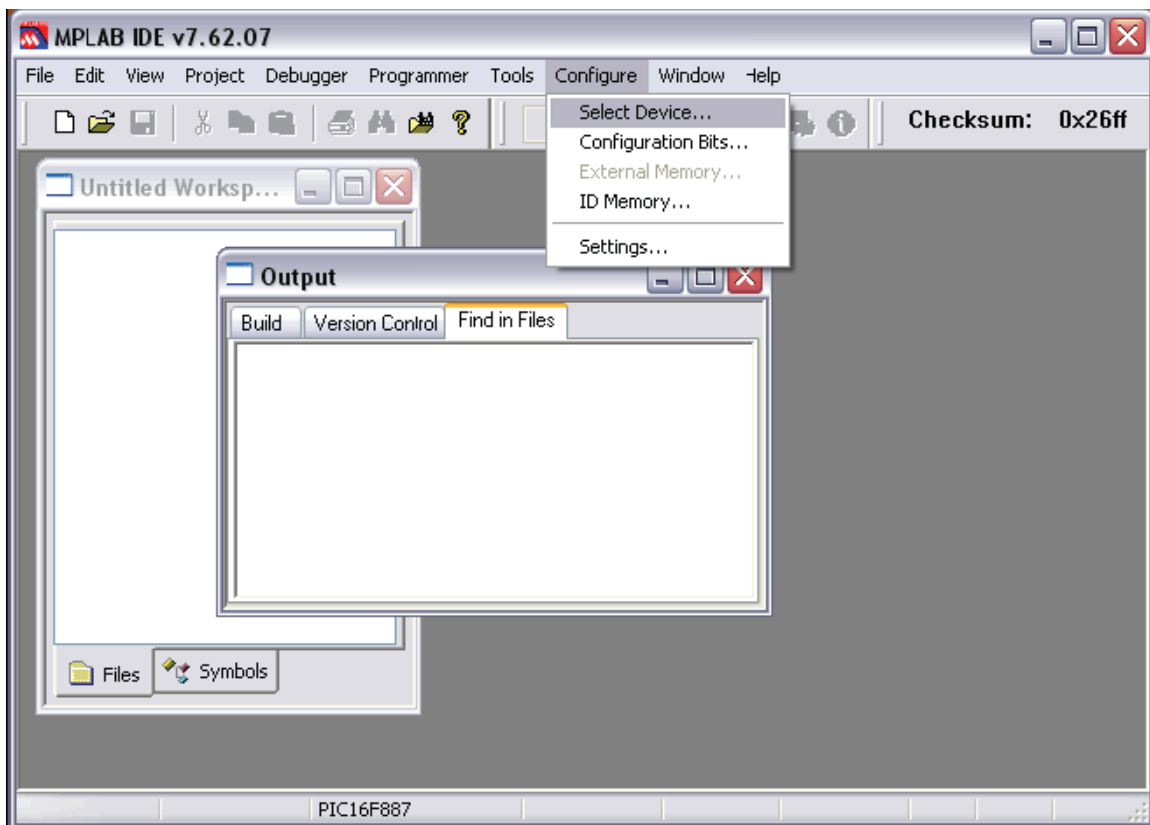 MPLAB IDE v7.62.07
File Edit View Project Debugger Programmer Tools Configure Window Help
Checksum: 0x26ff
Select Device...
Configuration Bits...
External Memory...
ID Memory...
Settings...
Untitled Worksp...
Output
Build Version Control Find in Files
Files Symbols
PIC16F887